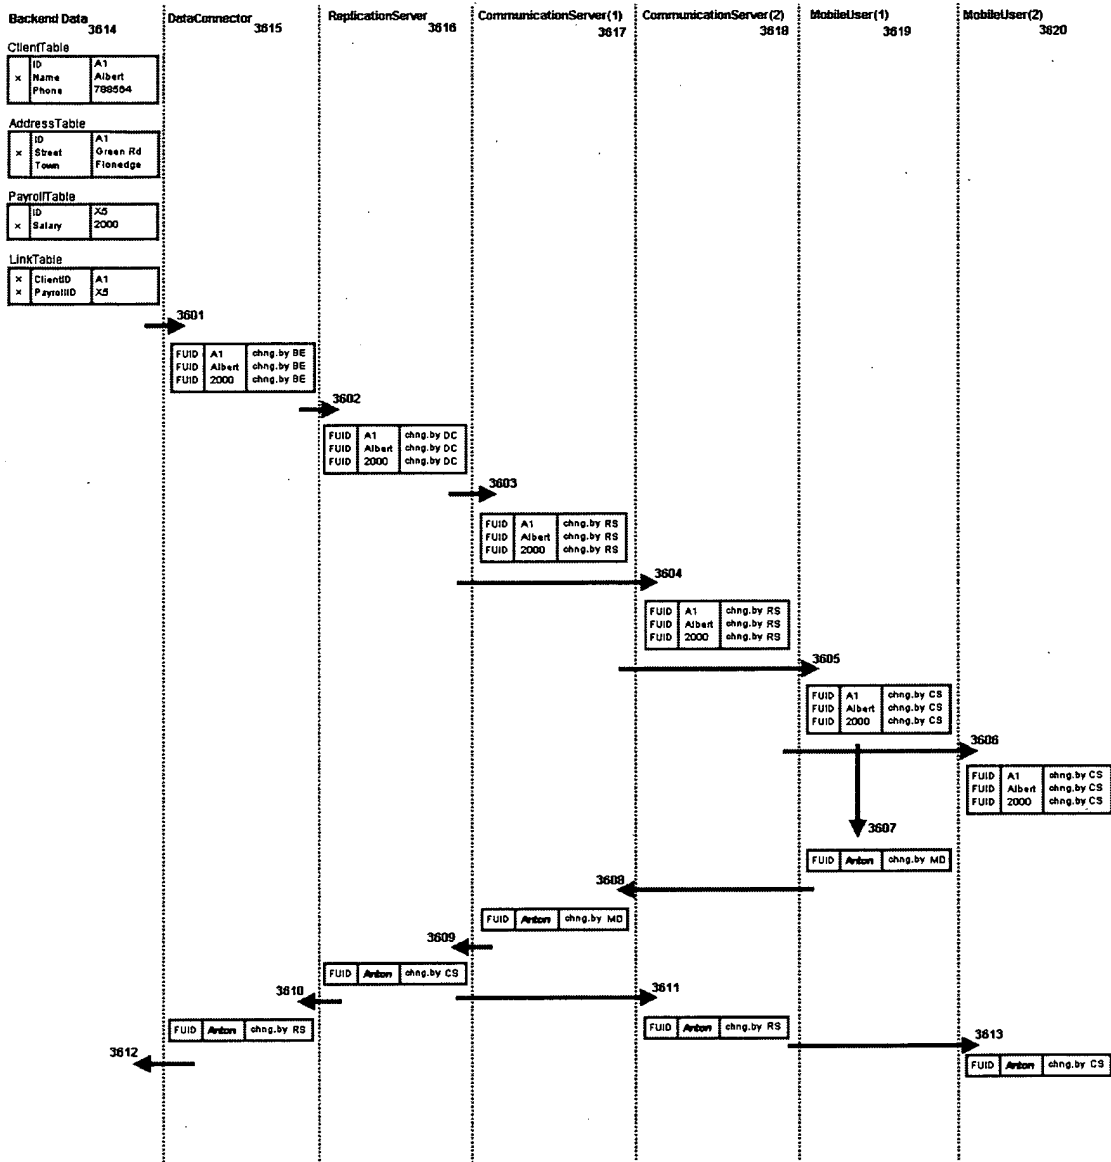 Backend Data
3614
DataConnector
3615
ReplicationServer
3616
CommunicationServer(1)
3617
CommunicationServer(2)
3618
MobileUser(1)
3619
MobileUser(2)
3620
ClientTable
ID A1
× Name Albert
Phone 788564
AddressTable
ID A1
× Street Green Rd
Town Flonedge
PayrollTable
ID X5
× Salary 2000
LinkTable
× ClientID A1
× PayrollID X5
3601
FUID A1 chng.by BE
FUID Albert chng.by BE
FUID 2000 chng.by BE
3602
FUID A1 chng.by DC
FUID Albert chng.by DC
FUID 2000 chng.by DC
3603
FUID A1 chng.by RS
FUID Albert chng.by RS
FUID 2000 chng.by RS
3604
FUID A1 chng.by RS
FUID Albert chng.by RS
FUID 2000 chng.by RS
3605
FUID A1 chng.by CS
FUID Albert chng.by CS
FUID 2000 chng.by CS
3606
FUID A1 chng.by CS
FUID Albert chng.by CS
FUID 2000 chng.by CS
3607
FUID Anton chng.by MD
3608
FUID Anton chng.by MD
3609
FUID Anton chng.by CS
3610
3611
FUID Anton chng.by RS
FUID Anton chng.by RS
3612
3613
FUID Anton chng.by CS